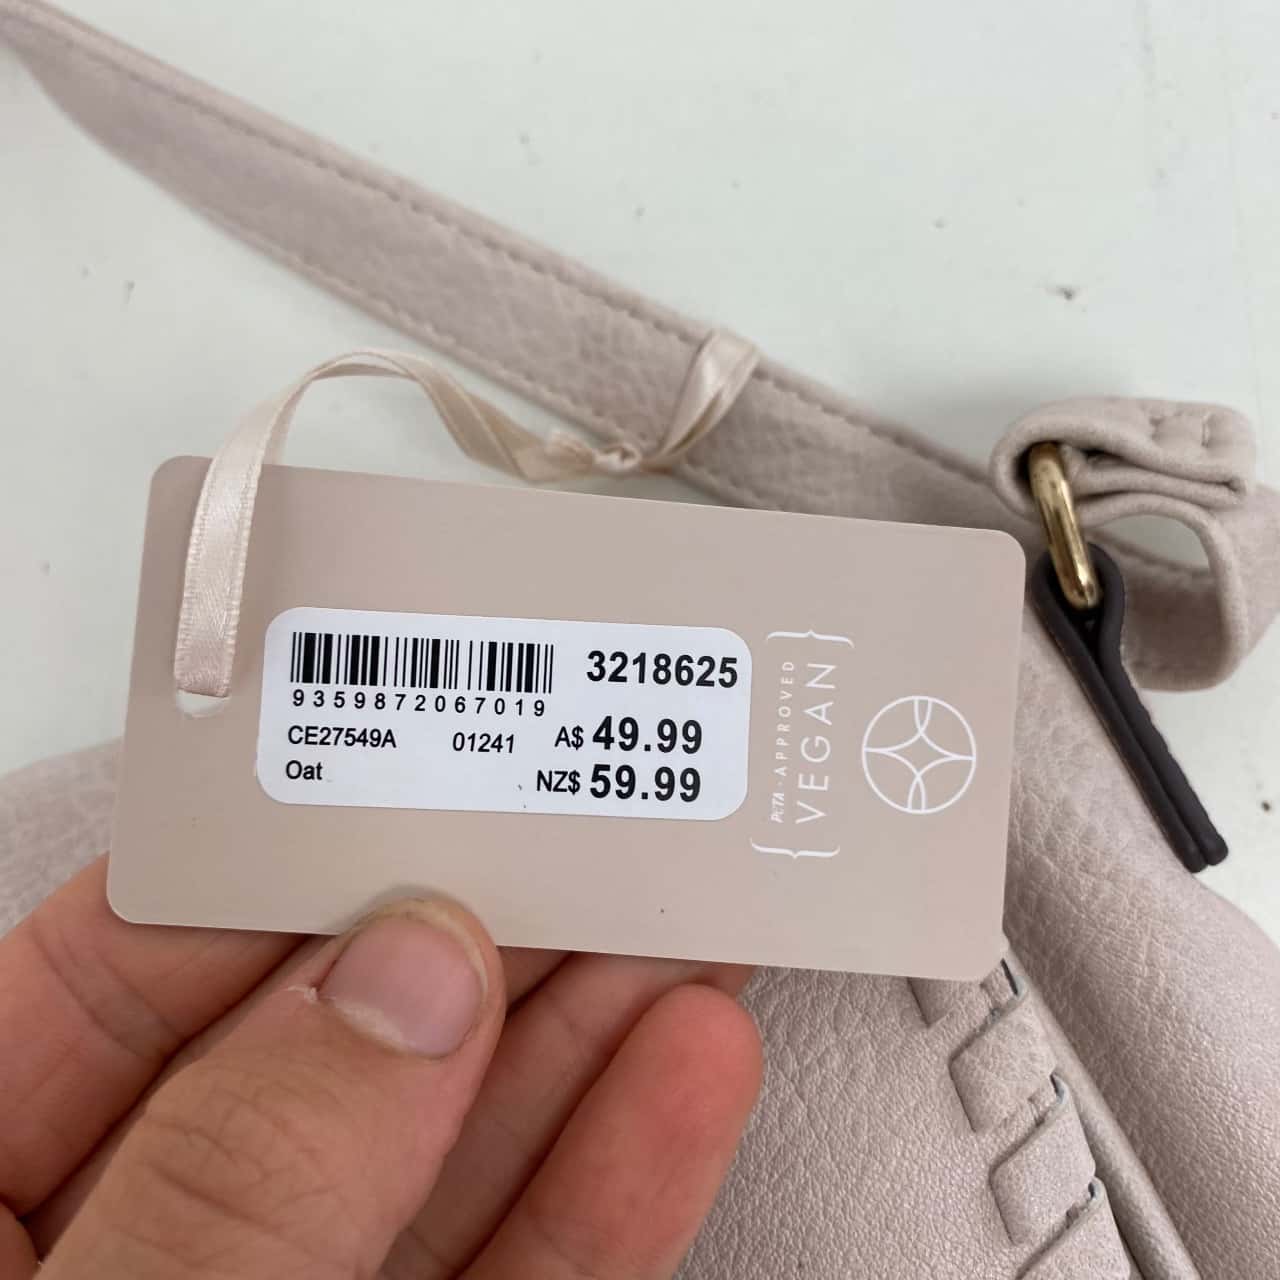 3218625
9359872067019
CE27549A 01241 A$ 49.99
Oat NZ$ 59.99
PETA - APPROVED
VEGAN